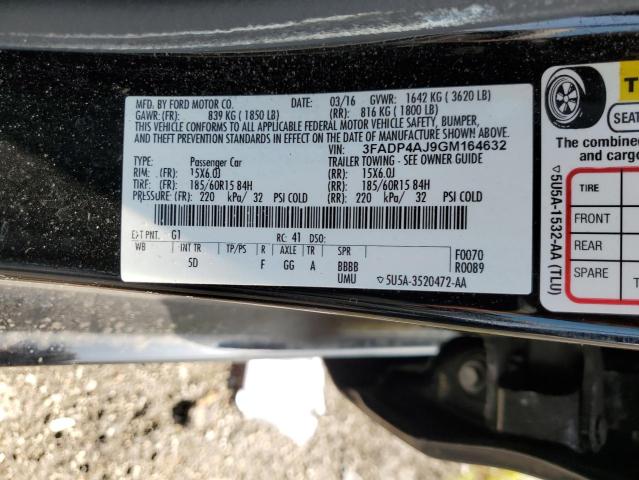 MFD. BY FORD MOTOR CO. DATE: 03/16 GVWR: 1642 KG ( 3620 LB)
GAWR: (FR): 839 KG ( 1850 LB) (RR): 816 KG ( 1800 LB)
THIS VEHICLE CONFORMS TO ALL APPLICABLE FEDERAL MOTOR VEHICLE SAFETY, BUMPER,
AND THEFT PREVENTION STANDARDS IN EFFECT ON THE DATE OF MANUFACTURE SHOWN ABOVE.
VIN: 3FADP4AJ9GM164632
TYPE: Passenger Car TRAILER TOWING - SEE OWNER GUIDE
RIM: (FR): 15X6.0J (RR): 15X6.0J
TIRF: (FR): 185/60R15 84H (RR): 185/60R15 84H
PRESSURE: (FR): 220 kPa/ 32 PSI COLD (RR): 220 kPa/ 32 PSI COLD
EXT PNT: G1 RC: 41 DSO:
WB INT TR TP/PS R AXLE TR SPR F0070
5D F GG A BBBB R0089
UMU ▽5U5A-3520472-AA
SEAT
The combined
and cargo
TIRE
FRONT
REAR
SPARE
▽5U5A-1532-AA (TLU)